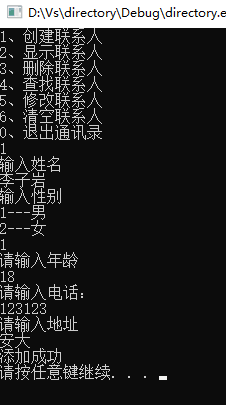 D:\Vs\directory\Debug\directory.e
1、创建联系人
2、显示联系人
3、删除联系人
4、查找联系人
5、修改联系人
6、清空联系人
0、退出通讯录
1
输入姓名
李子岩
输入性别
1---男
2---女
1
请输入年龄
18
请输入电话：
123123
请输入地址
安大
添加成功
请按任意键继续. . .